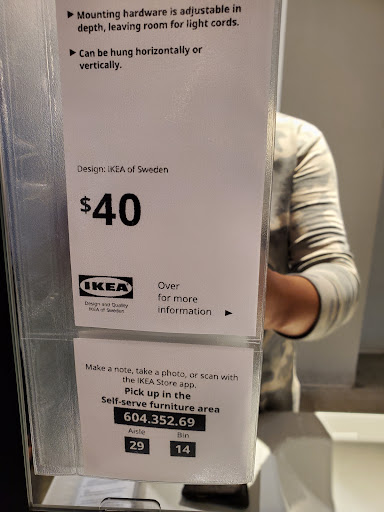 ▸ Mounting hardware is adjustable in
depth, leaving room for light cords.
▸ Can be hung horizontally or
vertically.
Design: IKEA of Sweden
$40
IKEA
Design and Quality
IKEA of Sweden
Over
for more
information ▸
Make a note, take a photo, or scan with
the IKEA Store app.
Pick up in the
Self-serve furniture area
604.352.69
Aisle Bin
29 14